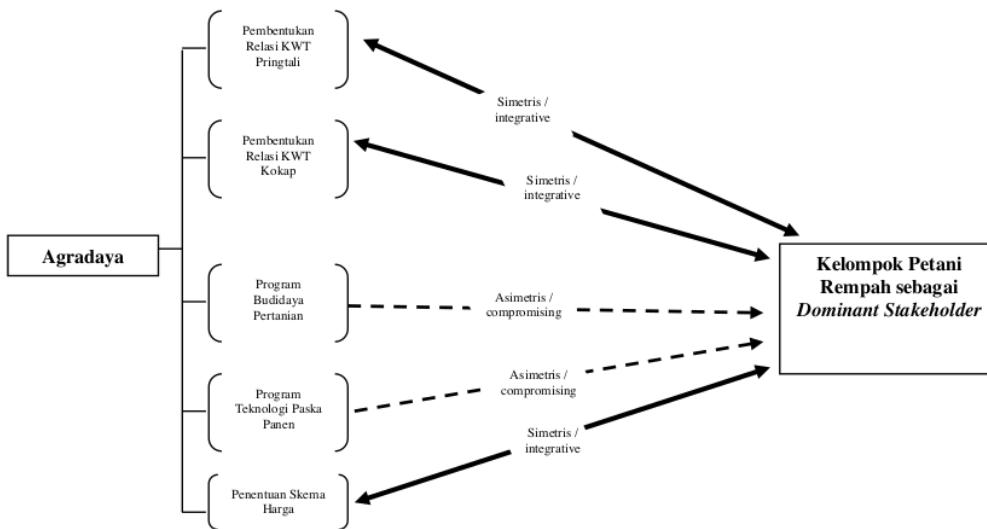 Pembentukan
Relasi KWT
Pringtali
Simetris /
integrative
Pembentukan
Relasi KWT
Kokap
Simetris /
integrative
Agradaya
Kelompok Petani
Rempah sebagai
Dominant Stakeholder
Program
Budidaya
Pertanian
Asimetris /
compromising
Program
Teknologi Paska
Panen
Asimetris /
compromising
Simetris /
integrative
Penentuan Skema
Harga